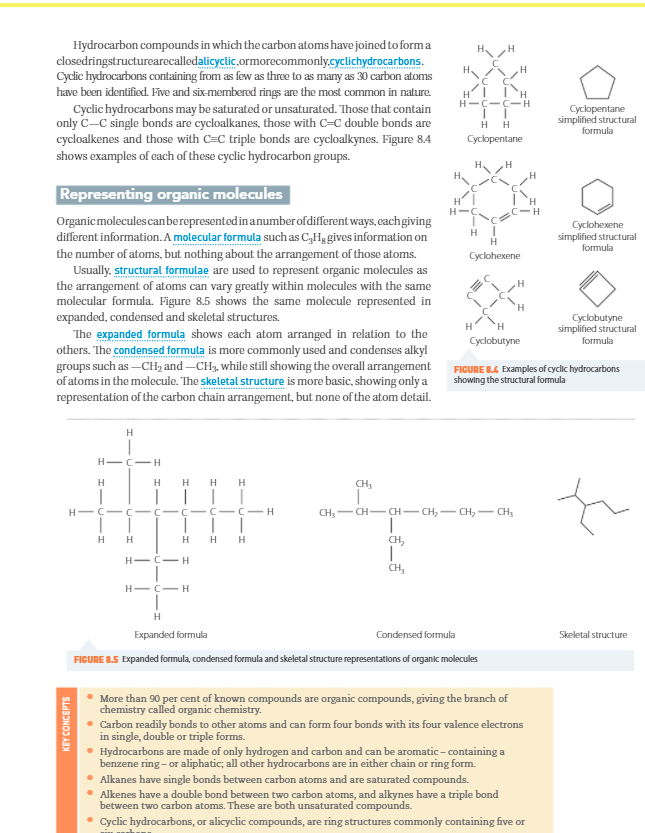 Hydrocarbon compounds in which the carbon atoms have joined to form a
closed ring structure are called alicyclic, or more commonly, cyclic hydrocarbons.
Cyclic hydrocarbons containing from as few as three to as many as 30 carbon atoms
have been identified. Five and six-membered rings are the most common in nature.
Cyclic hydrocarbons may be saturated or unsaturated. Those that contain
only C—C single bonds are cycloalkanes, those with C=C double bonds are
cycloalkenes and those with C≡C triple bonds are cycloalkynes. Figure 8.4
shows examples of each of these cyclic hydrocarbon groups.
Representing organic molecules
Organic molecules can be represented in a number of different ways, each giving
different information. A molecular formula such as C₃H₈ gives information on
the number of atoms, but nothing about the arrangement of those atoms.
Usually, structural formulae are used to represent organic molecules as
the arrangement of atoms can vary greatly within molecules with the same
molecular formula. Figure 8.5 shows the same molecule represented in
expanded, condensed and skeletal structures.
The expanded formula shows each atom arranged in relation to the
others. The condensed formula is more commonly used and condenses alkyl
groups such as —CH₂ and —CH₃, while still showing the overall arrangement
of atoms in the molecule. The skeletal structure is more basic, showing only a
representation of the carbon chain arrangement, but none of the atom detail.
H H
C
H H
C C
H H
H—C—C—H
H H
Cyclopentane
Cyclopentane
simplified structural
formula
H H
H C H
C C
H H
H—C C—H
C
H H
Cyclohexene
Cyclohexene
simplified structural
formula
C H
C C
C H
H H
Cyclobutyne
Cyclobutyne
simplified structural
formula
FIGURE 8.4 Examples of cyclic hydrocarbons
showing the structural formula
H
H—C—H
H H H H H
H—C—C—C—C—C—C—H
H H H H H
H—C—H
H—C—H
H
Expanded formula
CH₃
CH₃—CH—CH—CH₂—CH₂—CH₃
CH₂
CH₃
Condensed formula
Skeletal structure
FIGURE 8.5 Expanded formula, condensed formula and skeletal structure representations of organic molecules
KEY CONCEPTS
• More than 90 per cent of known compounds are organic compounds, giving the branch of
chemistry called organic chemistry.
• Carbon readily bonds to other atoms and can form four bonds with its four valence electrons
in single, double or triple forms.
• Hydrocarbons are made of only hydrogen and carbon and can be aromatic – containing a
benzene ring – or aliphatic; all other hydrocarbons are in either chain or ring form.
• Alkanes have single bonds between carbon atoms and are saturated compounds.
• Alkenes have a double bond between two carbon atoms, and alkynes have a triple bond
between two carbon atoms. These are both unsaturated compounds.
• Cyclic hydrocarbons, or alicyclic compounds, are ring structures commonly containing five or